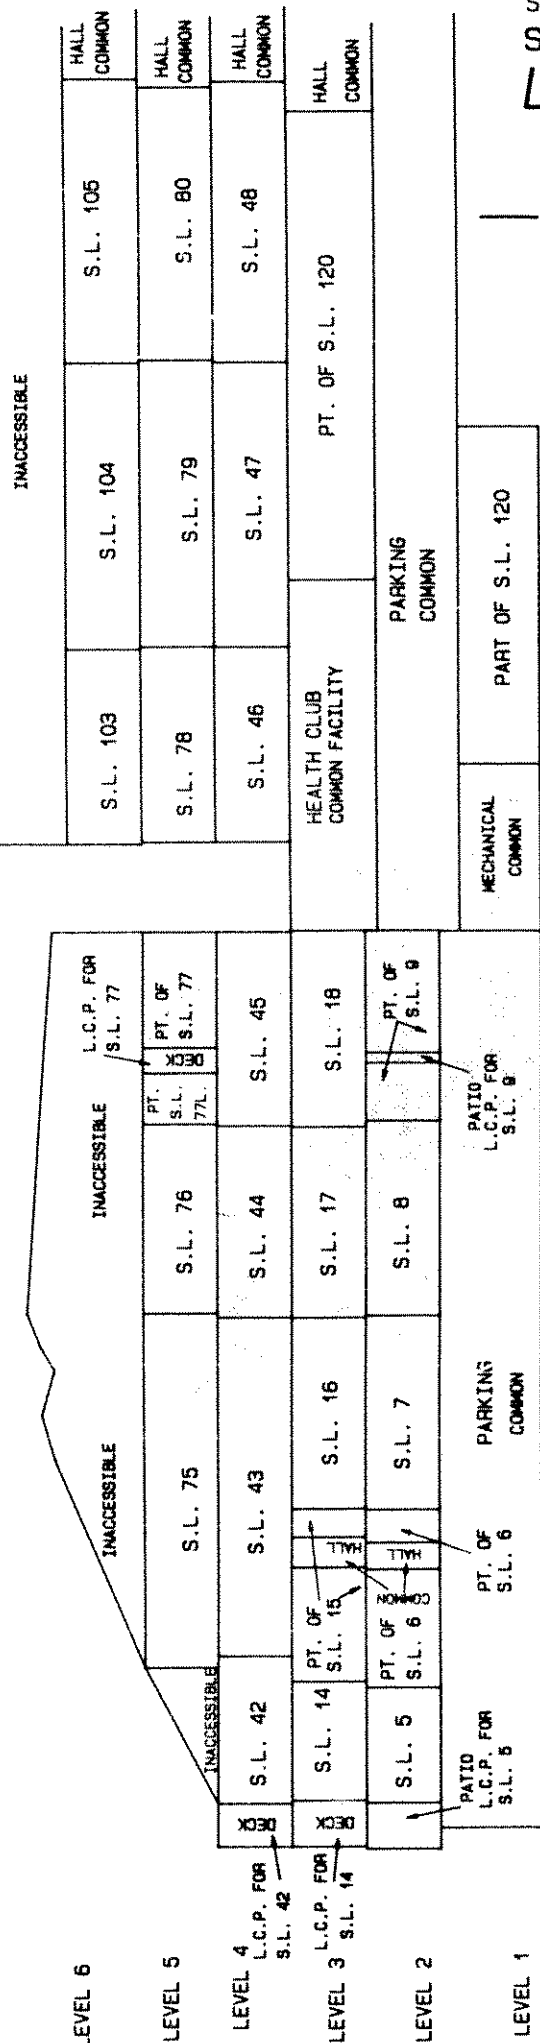 INACCESSIBLE
LEVEL 6
INACCESSIBLE
INACCESSIBLE
L.C.P. FOR
S.L. 77
S.L. 103
S.L. 104
S.L. 105
HALL
COMMON
LEVEL 5
INACCESSIBLE
S.L. 75
S.L. 76
PT.
S.L.
77L.
DECK
PT. OF
S.L. 77
S.L. 78
S.L. 79
S.L. 80
HALL
COMMON
LEVEL 4
L.C.P. FOR
S.L. 42
DECK
S.L. 42
S.L. 43
S.L. 44
S.L. 45
S.L. 46
S.L. 47
S.L. 48
HALL
COMMON
LEVEL 3
L.C.P. FOR
S.L. 14
DECK
S.L. 14
PT. OF
S.L. 15
HALL
S.L. 16
S.L. 17
S.L. 18
HEALTH CLUB
COMMON FACILITY
PT. OF S.L. 120
HALL
COMMON
LEVEL 2
S.L. 5
PT. OF
S.L. 6
COMMON
HALL
S.L. 7
S.L. 8
PT. OF
S.L. 9
PARKING
COMMON
LEVEL 1
PATIO
L.C.P. FOR
S.L. 5
PT. OF
S.L. 6
PARKING
COMMON
PATIO
L.C.P. FOR
S.L. 9
MECHANICAL
COMMON
PART OF S.L. 120